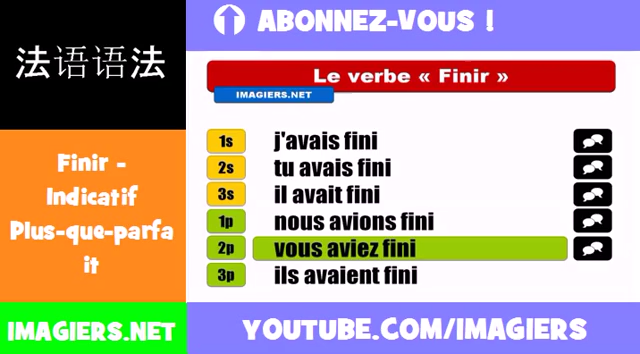 法语语法
Finir -
Indicatif
Plus-que-parfa
it
IMAGIERS.NET
ABONNEZ-VOUS !
Le verbe « Finir »
IMAGIERS.NET
1s j'avais fini
2s tu avais fini
3s il avait fini
1p nous avions fini
2p vous aviez fini
3p ils avaient fini
YOUTUBE.COM/IMAGIERS